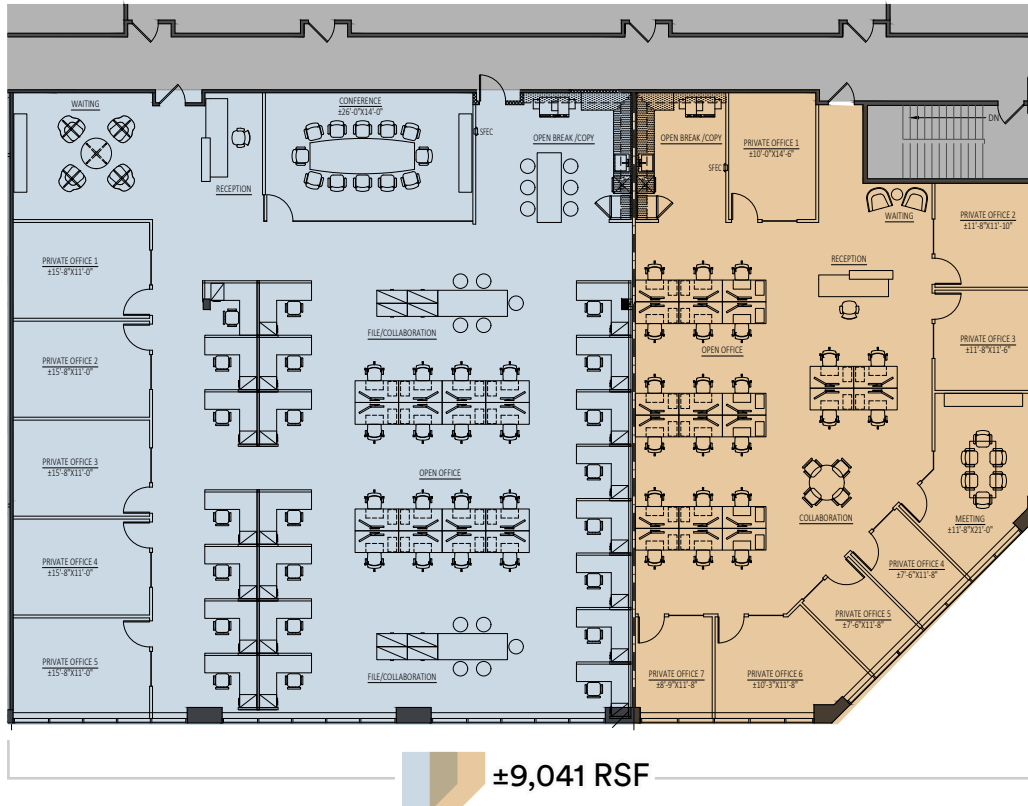 WAITING
CONFERENCE
±26'-0"X14'-0"
SFEC
OPEN BREAK /COPY
RECEPTION
PRIVATE OFFICE 1
±15'-8"X11'-0"
PRIVATE OFFICE 2
±15'-8"X11'-0"
PRIVATE OFFICE 3
±15'-8"X11'-0"
PRIVATE OFFICE 4
±15'-8"X11'-0"
PRIVATE OFFICE 5
±15'-8"X11'-0"
FILE/COLLABORATION
OPEN OFFICE
FILE/COLLABORATION
OPEN BREAK /COPY
SFEC
PRIVATE OFFICE 1
±10'-0"X14'-6"
DN
WAITING
PRIVATE OFFICE 2
±11'-8"X11'-10"
RECEPTION
PRIVATE OFFICE 3
±11'-8"X11'-6"
OPEN OFFICE
COLLABORATION
MEETING
±11'-8"X21'-0"
PRIVATE OFFICE 4
±7'-6"X11'-8"
PRIVATE OFFICE 5
±7'-6"X11'-8"
PRIVATE OFFICE 6
±10'-3"X11'-8"
PRIVATE OFFICE 7
±8'-9"X11'-8"
±9,041 RSF